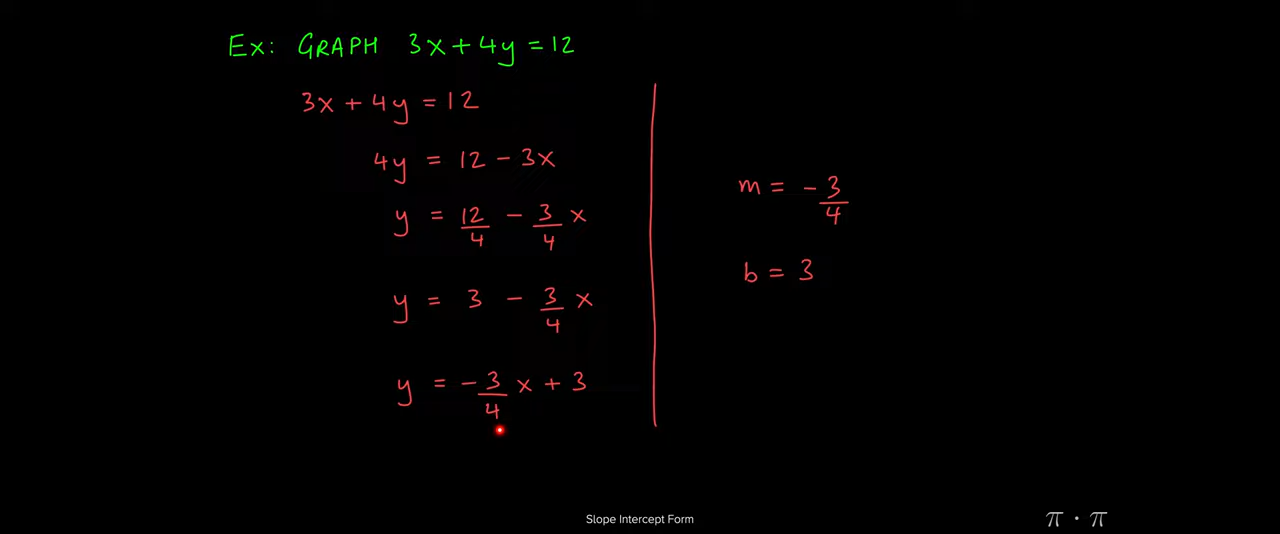 Ex: GRAPH 3x + 4y = 12
3x + 4y = 12
4y = 12 - 3x
y = 12/4 - 3/4 x
y = 3 - 3/4 x
y = -3/4 x + 3
m = -3/4
b = 3
Slope Intercept Form
π · π